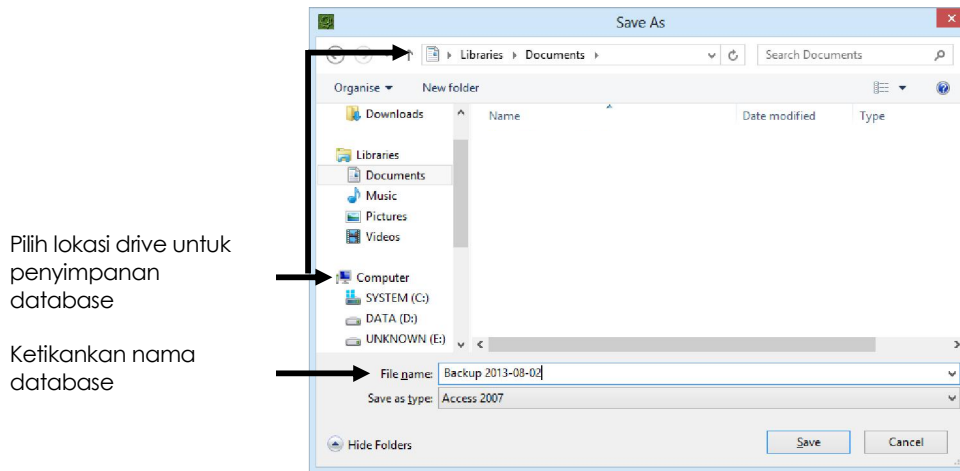 Save As
Libraries Documents
Search Documents
Organise New folder
Downloads
Name Date modified Type
Libraries
Documents
Music
Pictures
Videos
Pilih lokasi drive untuk
penyimpanan
database
Computer
SYSTEM (C:)
DATA (D:)
UNKNOWN (E:)
Ketikankan nama
database
File name: Backup 2013-08-02
Save as type: Access 2007
Hide Folders
Save Cancel